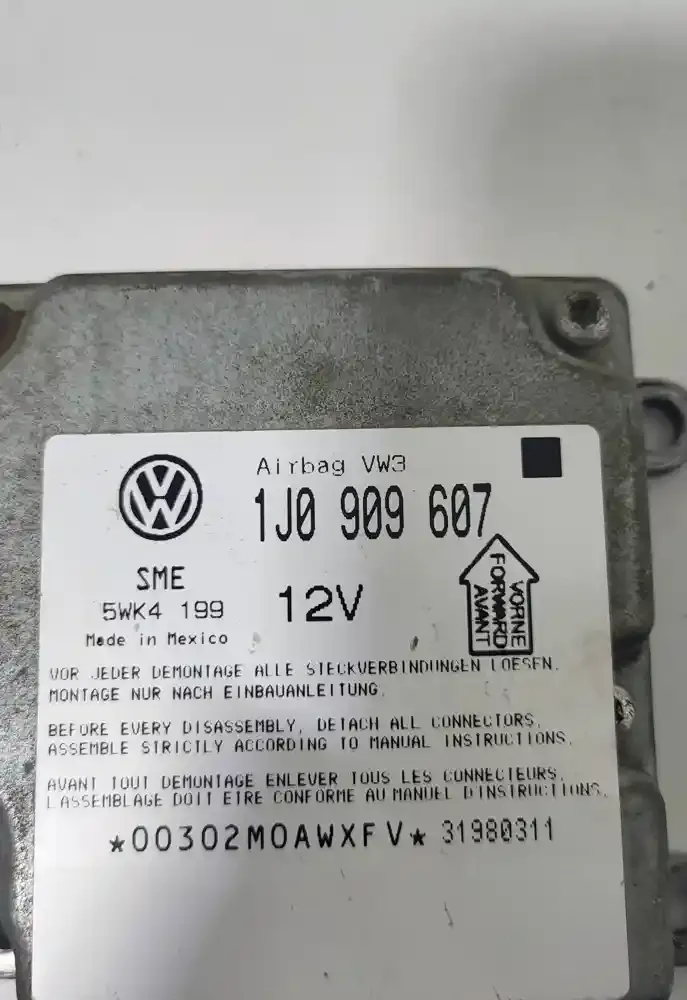 Airbag VW3
1J0 909 607
SME
5WK4 199
12V
Made in Mexico
VORNE
FORWARD
AVANT
VOR JEDER DEMONTAGE ALLE STECKVERBINDUNGEN LOESEN.
MONTAGE NUR NACH EINBAUANLEITUNG.
BEFORE EVERY DISASSEMBLY, DETACH ALL CONNECTORS.
ASSEMBLE STRICTLY ACCORDING TO MANUAL INSTRUCTIONS.
AVANT TOUT DEMONTAGE ENLEVER TOUS LES CONNECTEURS.
L'ASSEMBLAGE DOIT ETRE CONFORME AU MANUEL D'INSTRUCTIONS.
*00302M0AWXFV* 31980311